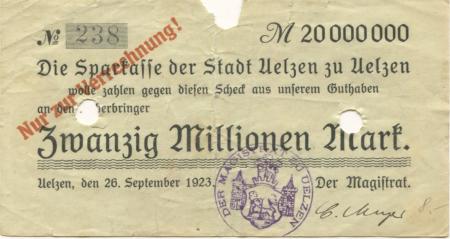 № 238 M 20 000 000
Nur zur Verrechnung!
Die Sparkasse der Stadt Uelzen zu Uelzen
wolle zahlen gegen diesen Scheck aus unserem Guthaben
an den erbringer
Zwanzig Millionen Mark.
Uelzen, den 26. September 1923. Der Magistrat.
DER MAGISTRAT ZU UELZEN